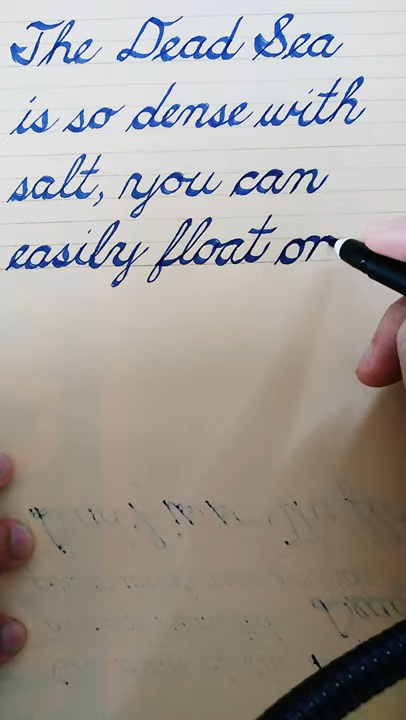 The Dead Sea
is so dense with
salt, you can
easily float on